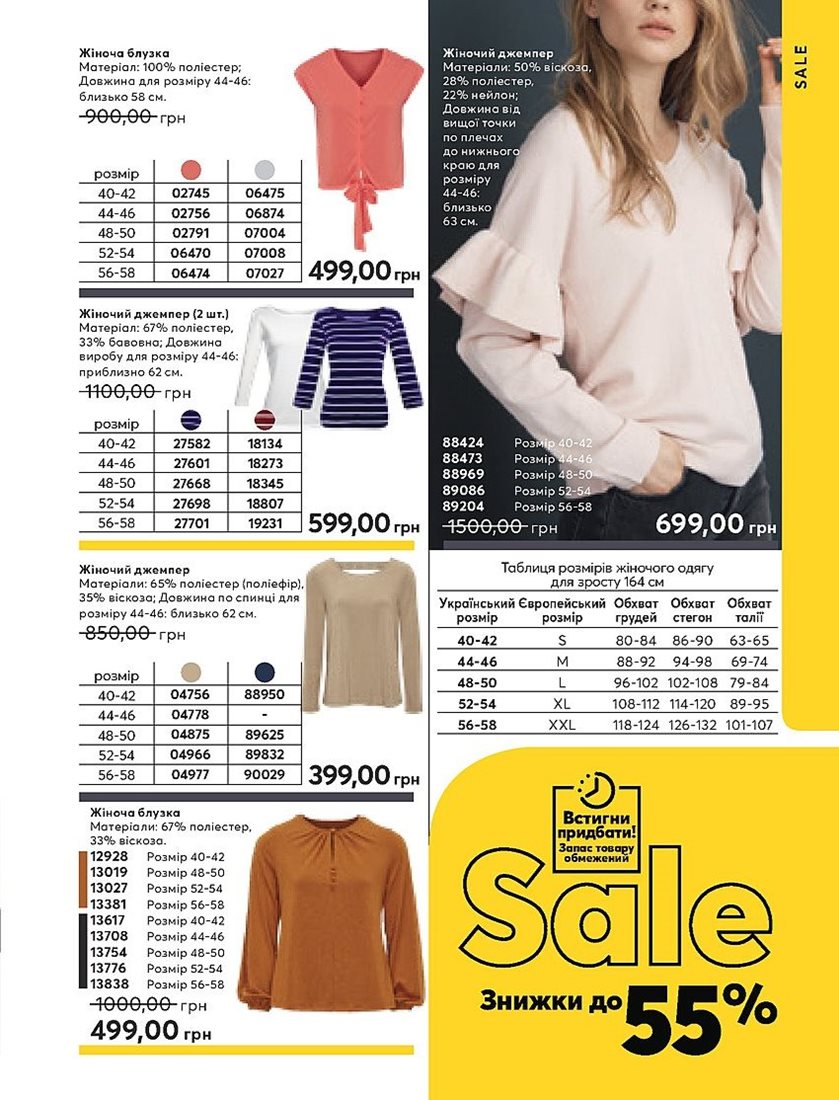 Жіноча блузка
Матеріал: 100% поліестер;
Довжина для розміру 44-46:
близько 58 см.
900,00 грн
розмір
40-42 02745 06475
44-46 02756 06874
48-50 02791 07004
52-54 06470 07008
56-58 06474 07027
499,00 грн
Жіночий джемпер (2 шт.)
Матеріал: 67% поліестер,
33% бавовна; Довжина
виробу для розміру 44-46:
приблизно 62 см.
1100,00 грн
розмір
40-42 27582 18134
44-46 27601 18273
48-50 27668 18345
52-54 27698 18807
56-58 27701 19231
599,00 грн
Жіночий джемпер
Матеріали: 65% поліестер (поліефір),
35% віскоза; Довжина по спинці для
розміру 44-46: близько 62 см.
850,00 грн
розмір
40-42 04756 88950
44-46 04778 -
48-50 04875 89625
52-54 04966 89832
56-58 04977 90029
399,00 грн
Жіноча блузка
Матеріали: 67% поліестер,
33% віскоза.
12928 Розмір 40-42
13019 Розмір 48-50
13027 Розмір 52-54
13381 Розмір 56-58
13617 Розмір 40-42
13708 Розмір 44-46
13754 Розмір 48-50
13776 Розмір 52-54
13838 Розмір 56-58
1000,00 грн
499,00 грн
Жіночий джемпер
Матеріали: 50% віскоза,
28% поліестер,
22% нейлон;
Довжина від
вищої точки
по плечах
до нижнього
краю для
розміру
44-46:
близько
63 см.
88424 Розмір 40-42
88473 Розмір 44-46
88969 Розмір 48-50
89086 Розмір 52-54
89204 Розмір 56-58
1500,00 грн
699,00 грн
SALE
Таблиця розмірів жіночого одягу
для зросту 164 см
Український Європейський Обхват Обхват Обхват
розмір розмір грудей стегон талії
40-42 S 80-84 86-90 63-65
44-46 M 88-92 94-98 69-74
48-50 L 96-102 102-108 79-84
52-54 XL 108-112 114-120 89-95
56-58 XXL 118-124 126-132 101-107
Встигни
придбати!
Запас товару
обмежений
Sale
Знижки до 55%